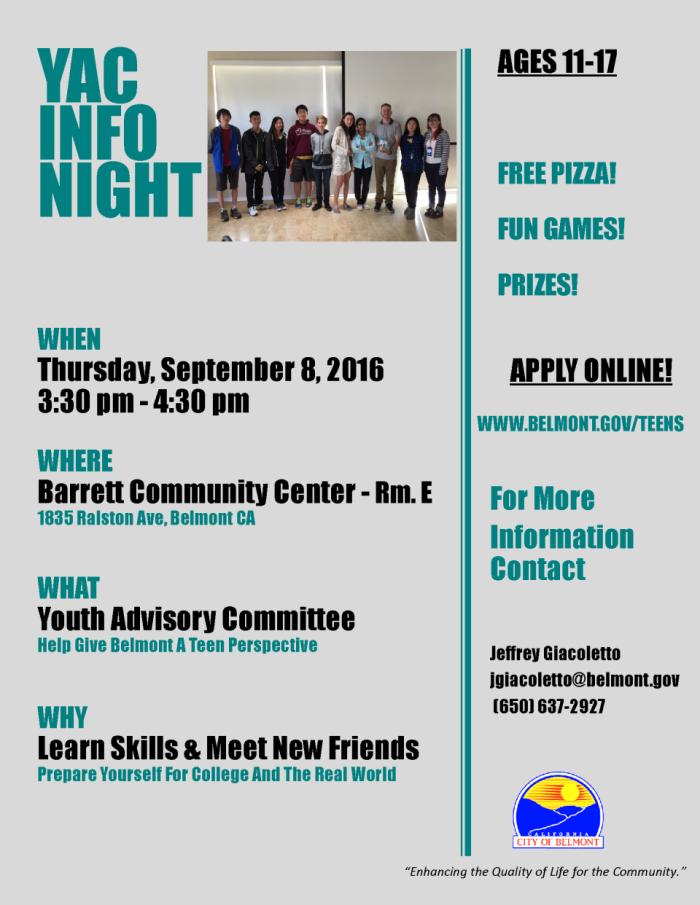 YAC
INFO
NIGHT
WHEN
Thursday, September 8, 2016
3:30 pm - 4:30 pm
WHERE
Barrett Community Center - Rm. E
1835 Ralston Ave, Belmont CA
WHAT
Youth Advisory Committee
Help Give Belmont A Teen Perspective
WHY
Learn Skills & Meet New Friends
Prepare Yourself For College And The Real World
AGES 11-17
FREE PIZZA!
FUN GAMES!
PRIZES!
APPLY ONLINE!
WWW.BELMONT.GOV/TEENS
For More
Information
Contact
Jeffrey Giacoletto
jgiacoletto@belmont.gov
(650) 637-2927
CALIFORNIA
CITY OF BELMONT
“Enhancing the Quality of Life for the Community.”